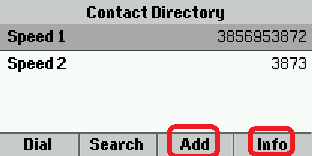 Contact Directory
Speed 1 3856953872
Speed 2 3873
Dial Search Add Info